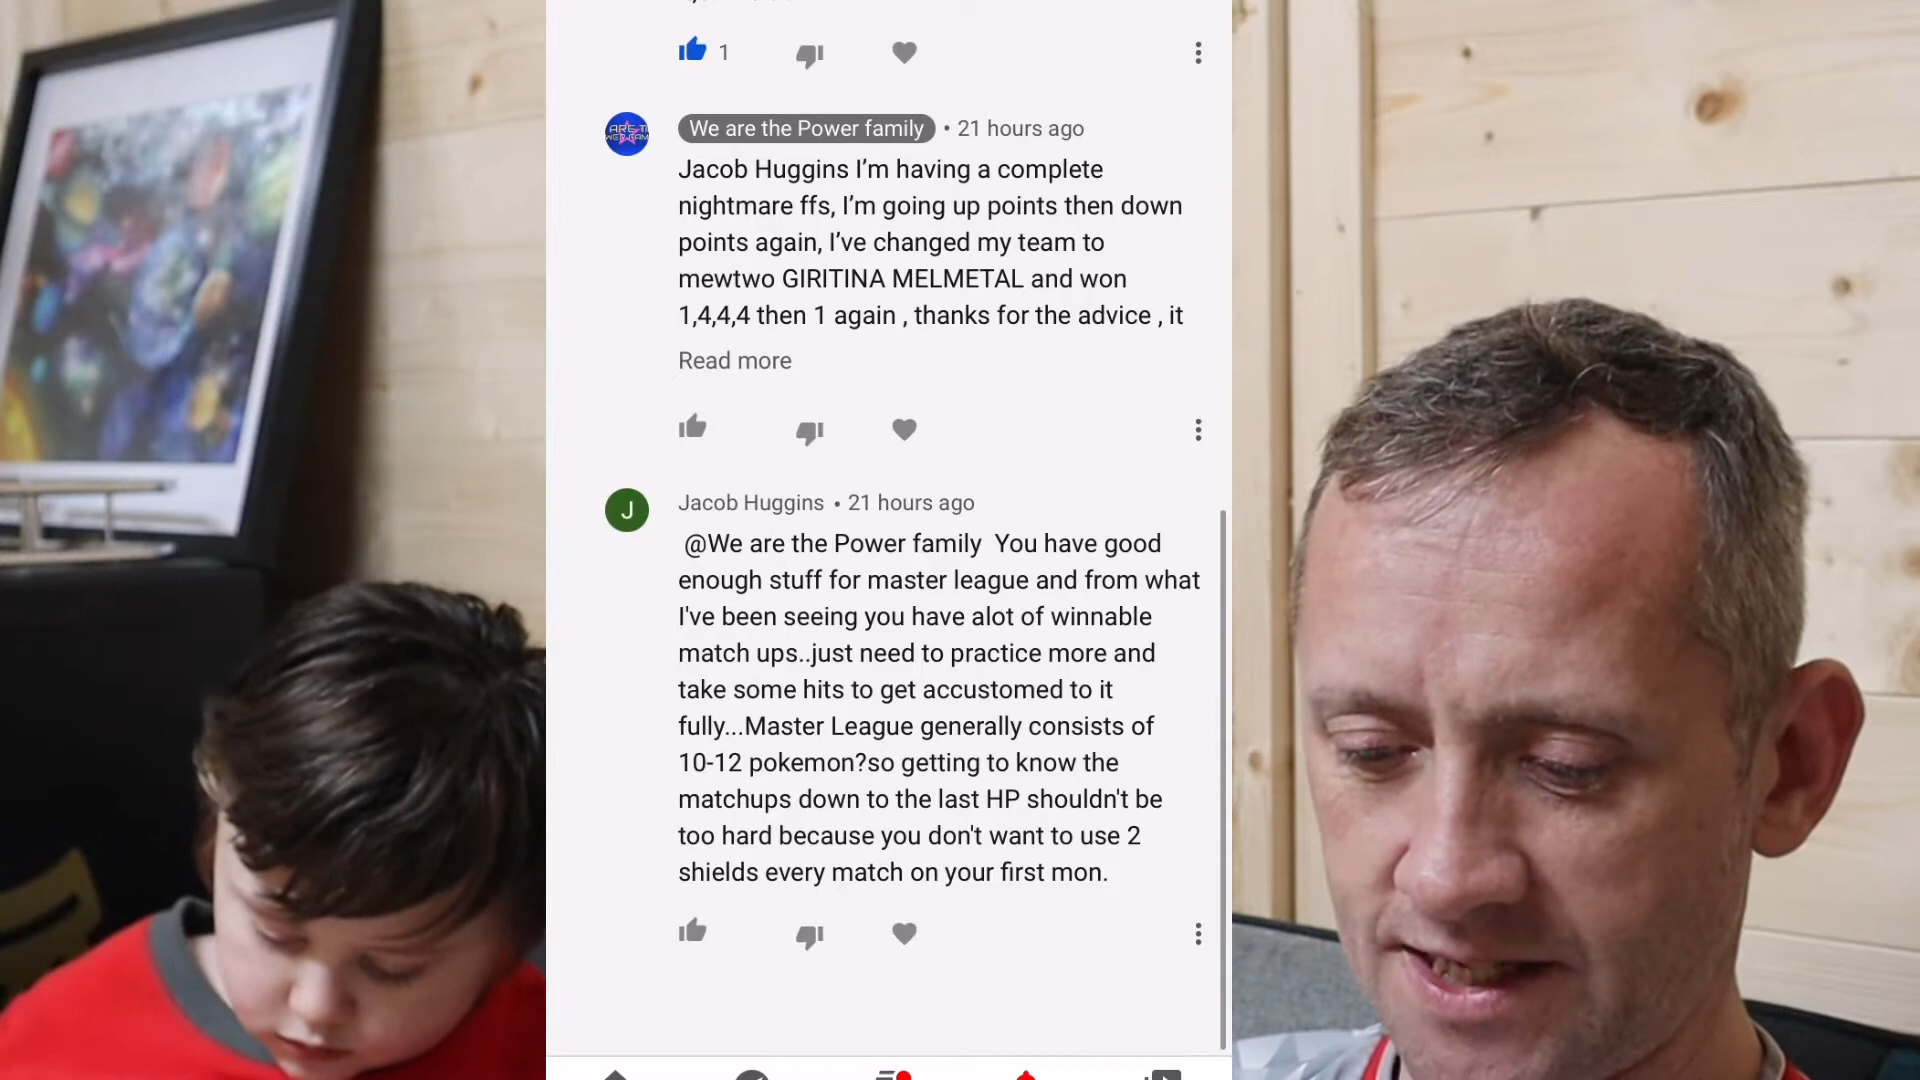 1
We are the Power family • 21 hours ago
Jacob Huggins I’m having a complete
nightmare ffs, I’m going up points then down
points again, I’ve changed my team to
mewtwo GIRITINA MELMETAL and won
1,4,4,4 then 1 again , thanks for the advice , it
Read more
J
Jacob Huggins • 21 hours ago
@We are the Power family  You have good
enough stuff for master league and from what
I've been seeing you have alot of winnable
match ups..just need to practice more and
take some hits to get accustomed to it
fully...Master League generally consists of
10-12 pokemon?so getting to know the
matchups down to the last HP shouldn't be
too hard because you don't want to use 2
shields every match on your first mon.